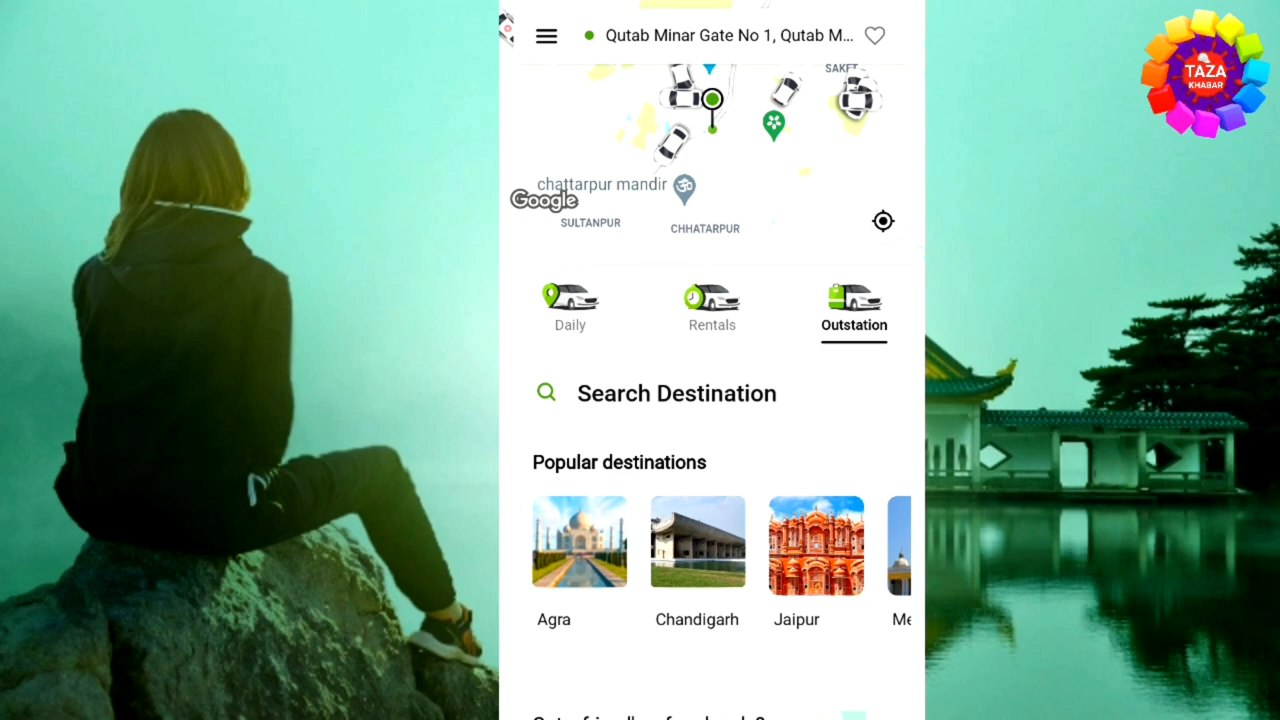 Qutab Minar Gate No 1, Qutab M...
TAZA
KHABAR
SAKET
chattarpur mandir
Google
SULTANPUR
CHHATARPUR
Daily
Rentals
Outstation
Search Destination
Popular destinations
Agra
Chandigarh
Jaipur
Me